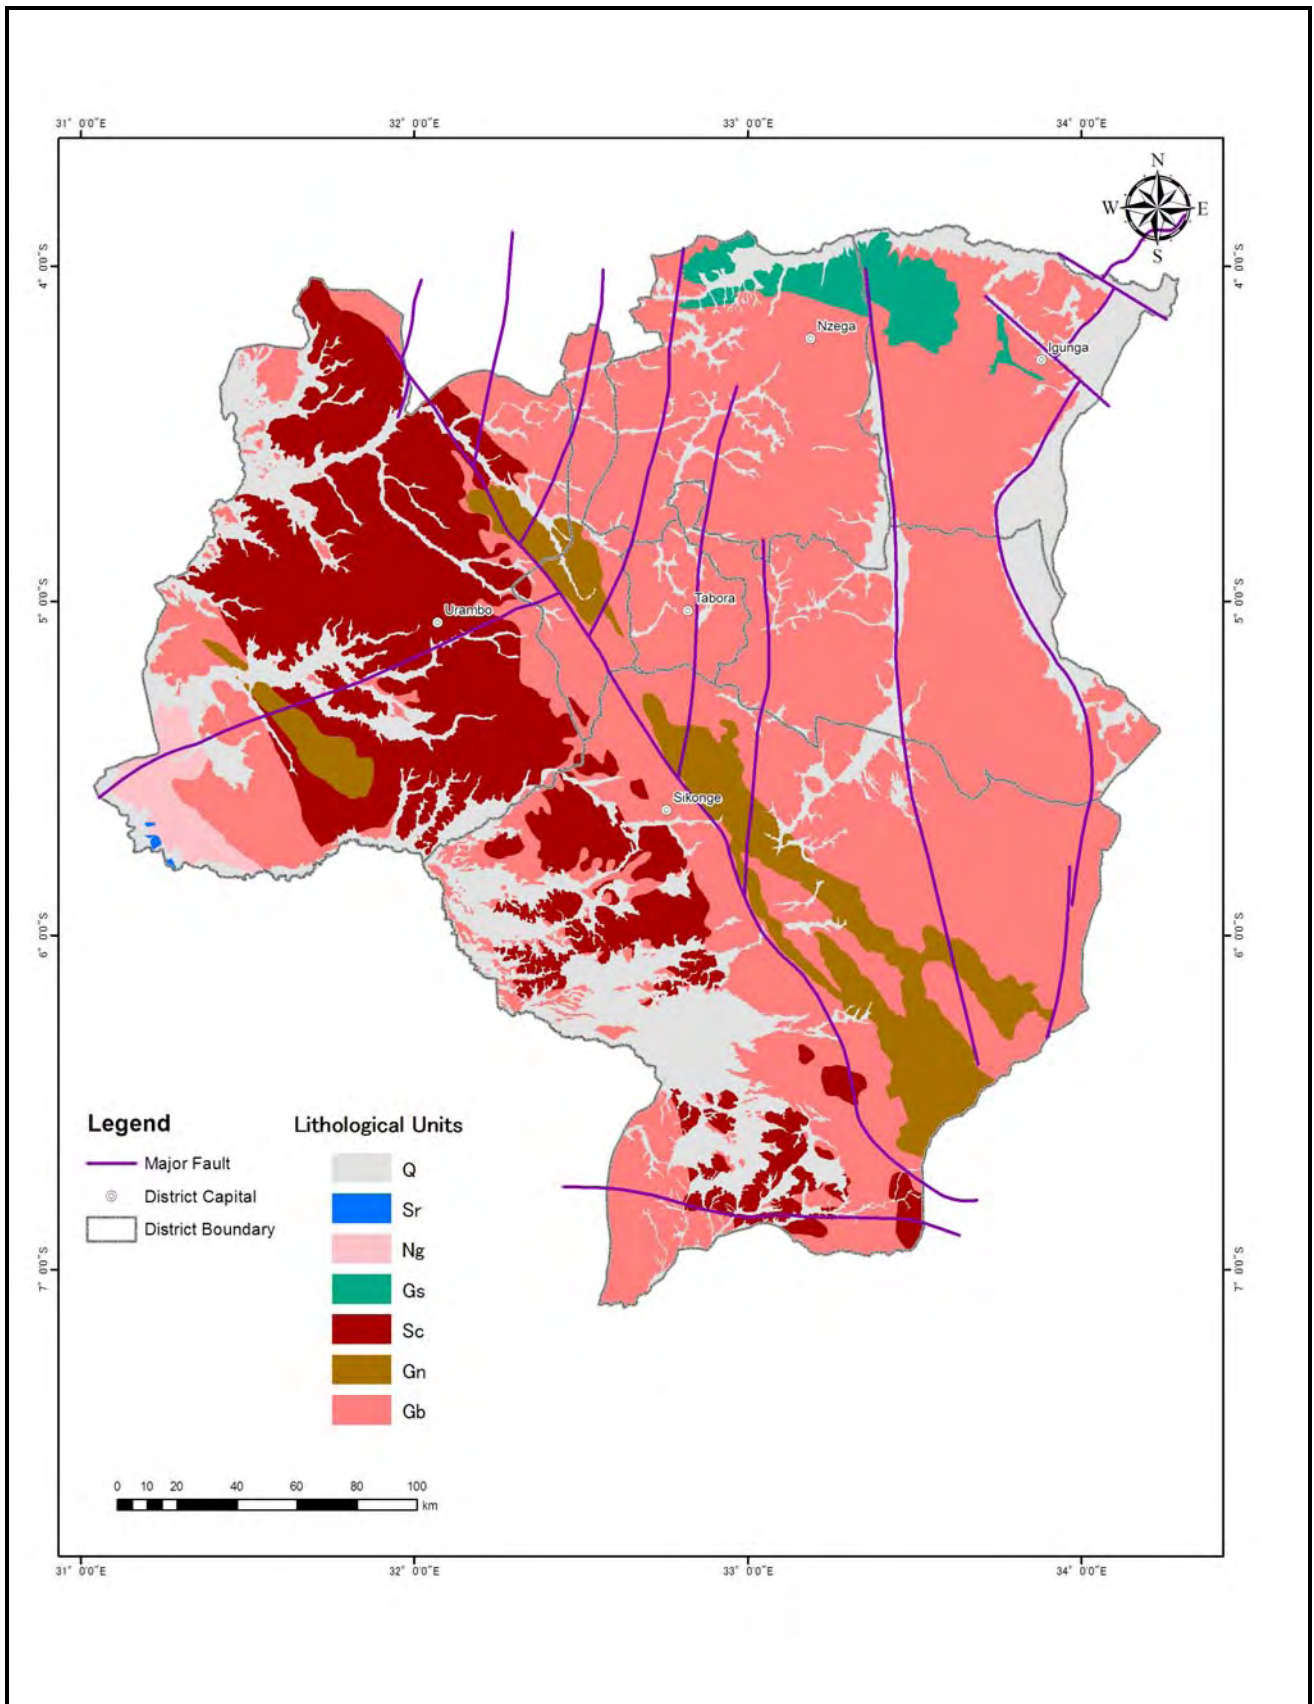 31° 0'0"E
32° 0'0"E
33° 0'0"E
34° 0'0"E
N
W
E
S
4° 0'0"S
4° 0'0"S
Nzega
Igunga
5° 0'0"S
Urambo
Tabora
5° 0'0"S
Sikonge
6° 0'0"S
6° 0'0"S
Legend
Major Fault
District Capital
District Boundary
Lithological Units
Q
Sr
Ng
Gs
Sc
Gn
Gb
7° 0'0"S
7° 0'0"S
0 10 20 40 60 80 100
km
31° 0'0"E
32° 0'0"E
33° 0'0"E
34° 0'0"E